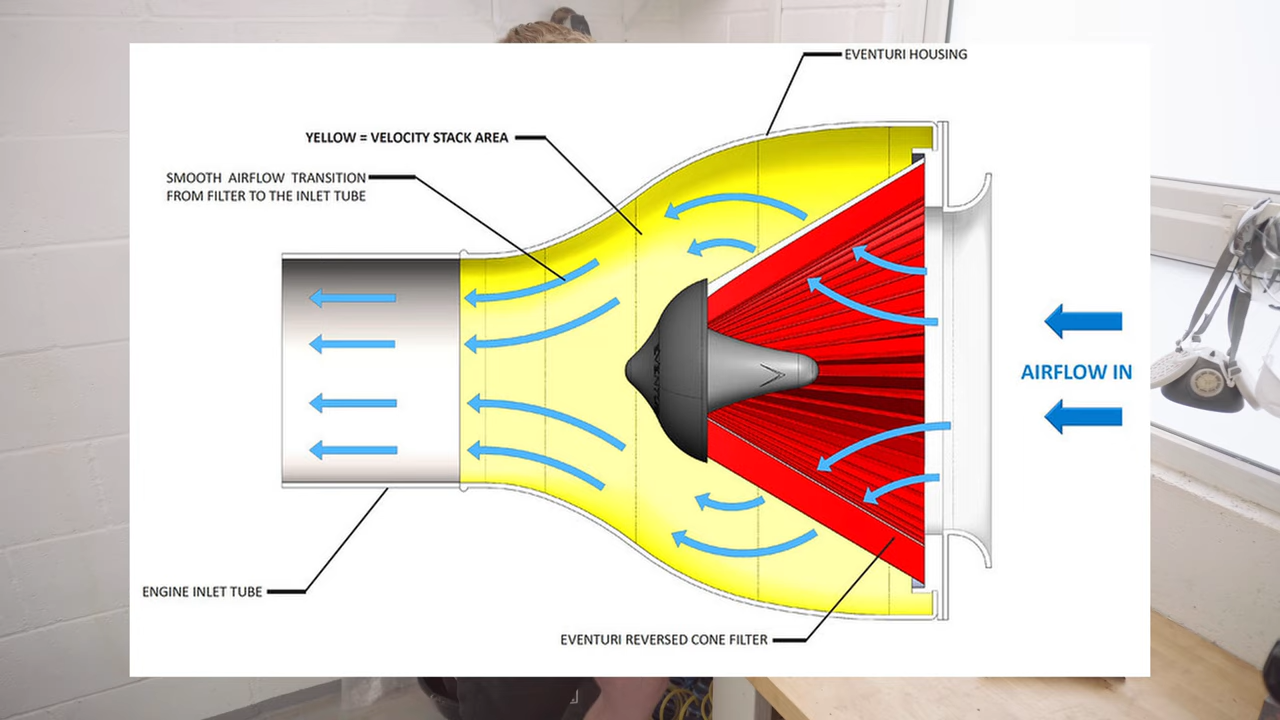 EVENTURI HOUSING
YELLOW = VELOCITY STACK AREA
SMOOTH AIRFLOW TRANSITION
FROM FILTER TO THE INLET TUBE
AIRFLOW IN
ENGINE INLET TUBE
EVENTURI REVERSED CONE FILTER